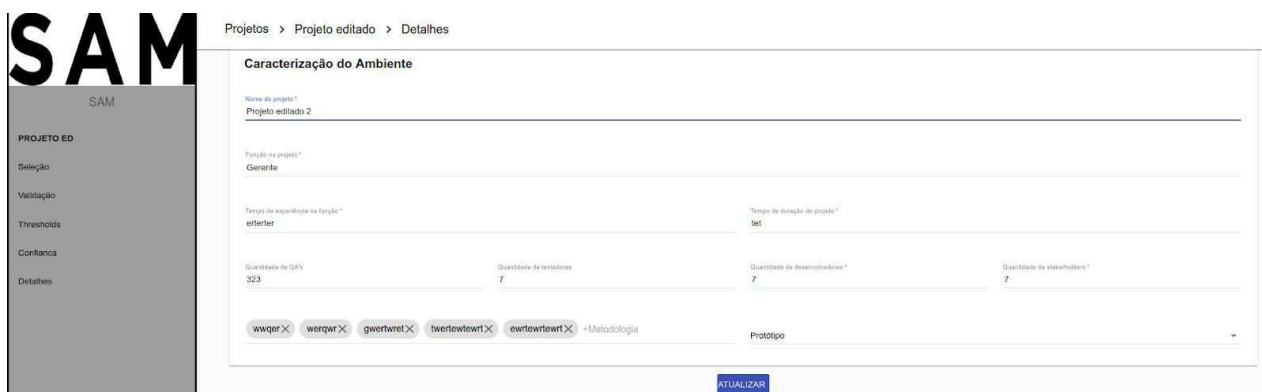 SAM
SAM
PROJETO ED
Seleção
Validação
Thresholds
Confianca
Detalhes
Projetos > Projeto editado > Detalhes
Caracterização do Ambiente
Nome do projeto *
Projeto editado 2
Função no projeto *
Gerente
Tempo de experiência na função *
erterter
Tempo de duração do projeto *
tet
Quantidade de QA's
323
Quantidade de testadores
7
Quantidade de desenvolvedores *
7
Quantidade de stakerholders *
7
wwqer werqwr gwertwret twertewtewrt ewrtewrtewrt +Metodologia
Protótipo
ATUALIZAR